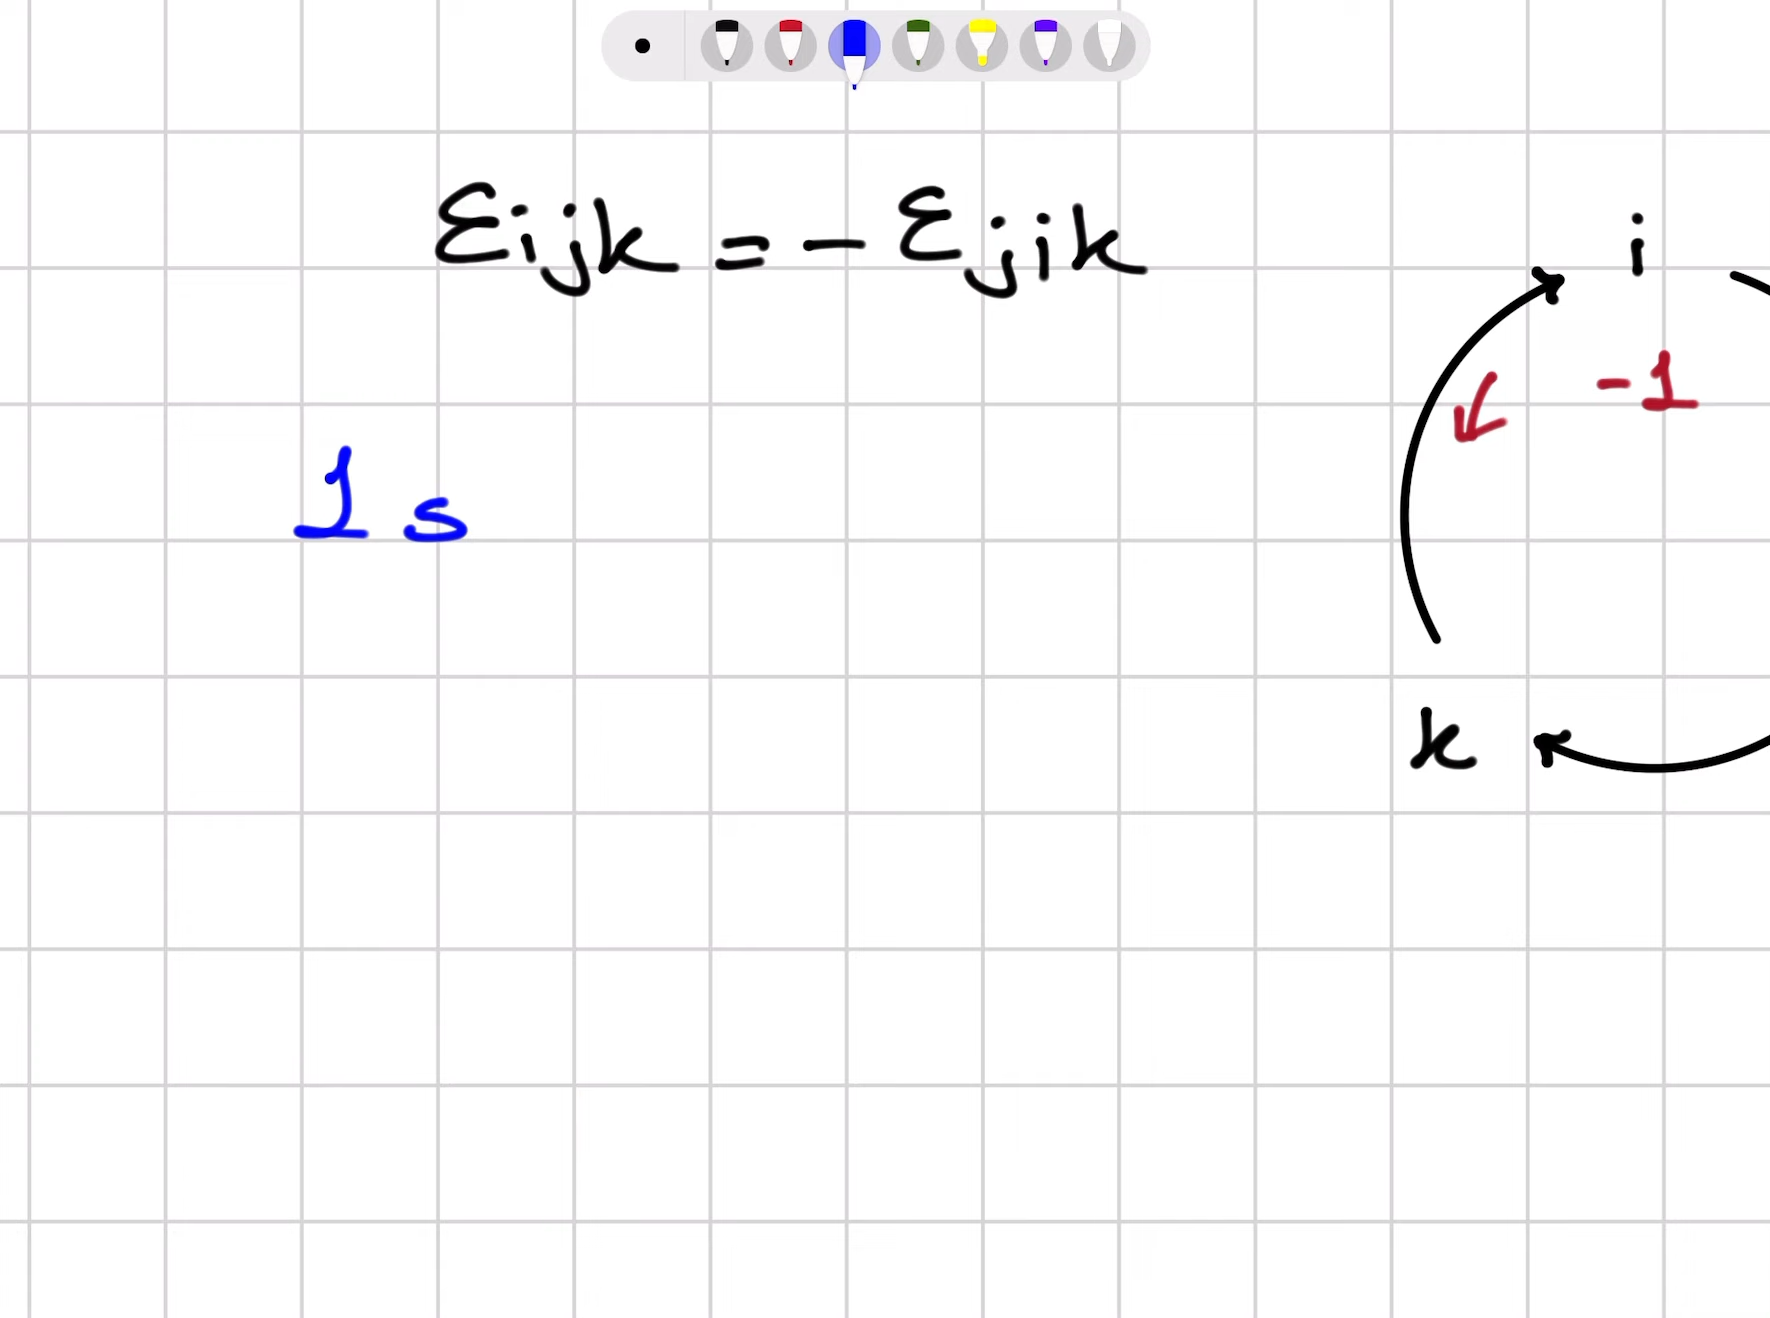 εijk = - εjik
i
-1
1 s
k